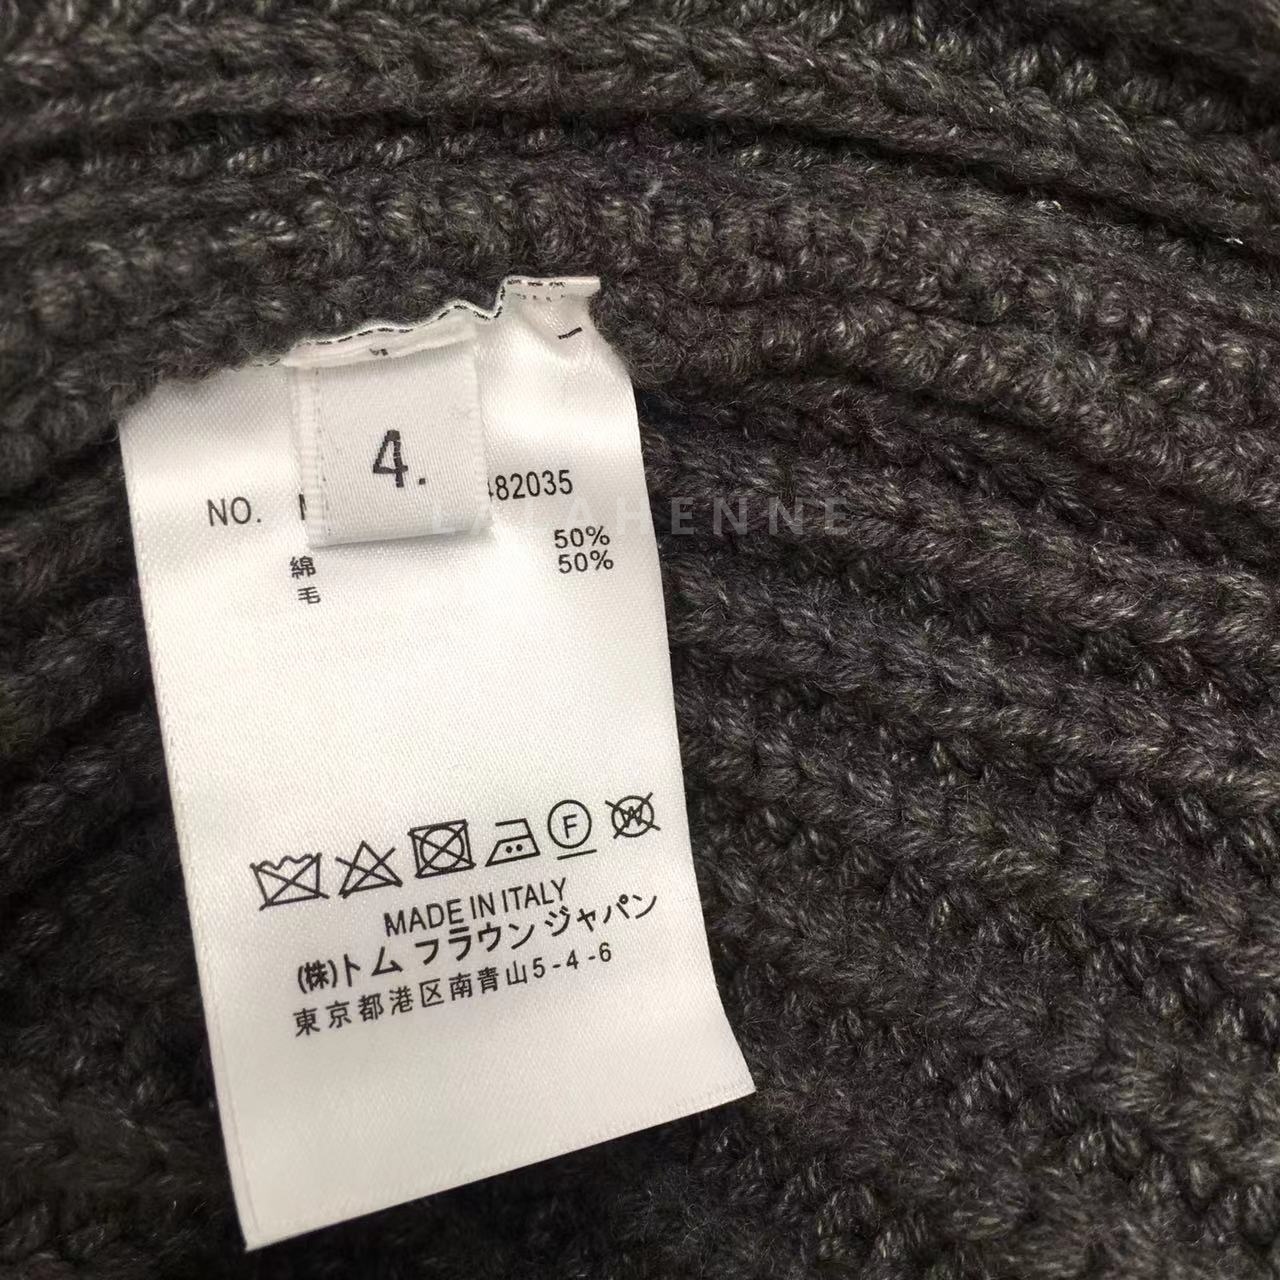 4.
NO. 482035
LALAHENNE
綿 50%
毛 50%
F
W
MADE IN ITALY
(株)トム ブラウン ジャパン
東京都港区南青山5-4-6